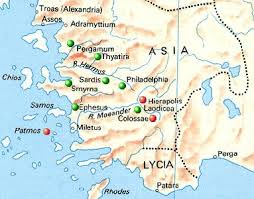 Troas (Alexandria)
Assos
Adramyttium
ASIA
Pergamum
Thyatira
R. Hermus
Chios
Sardis
Philadelphia
Smyrna
Samos
Ephesus
Hierapolis
Laodicea
R. Maeander
Colossae
Patmos
Miletus
LYCIA
Perga
Patara
Rhodes